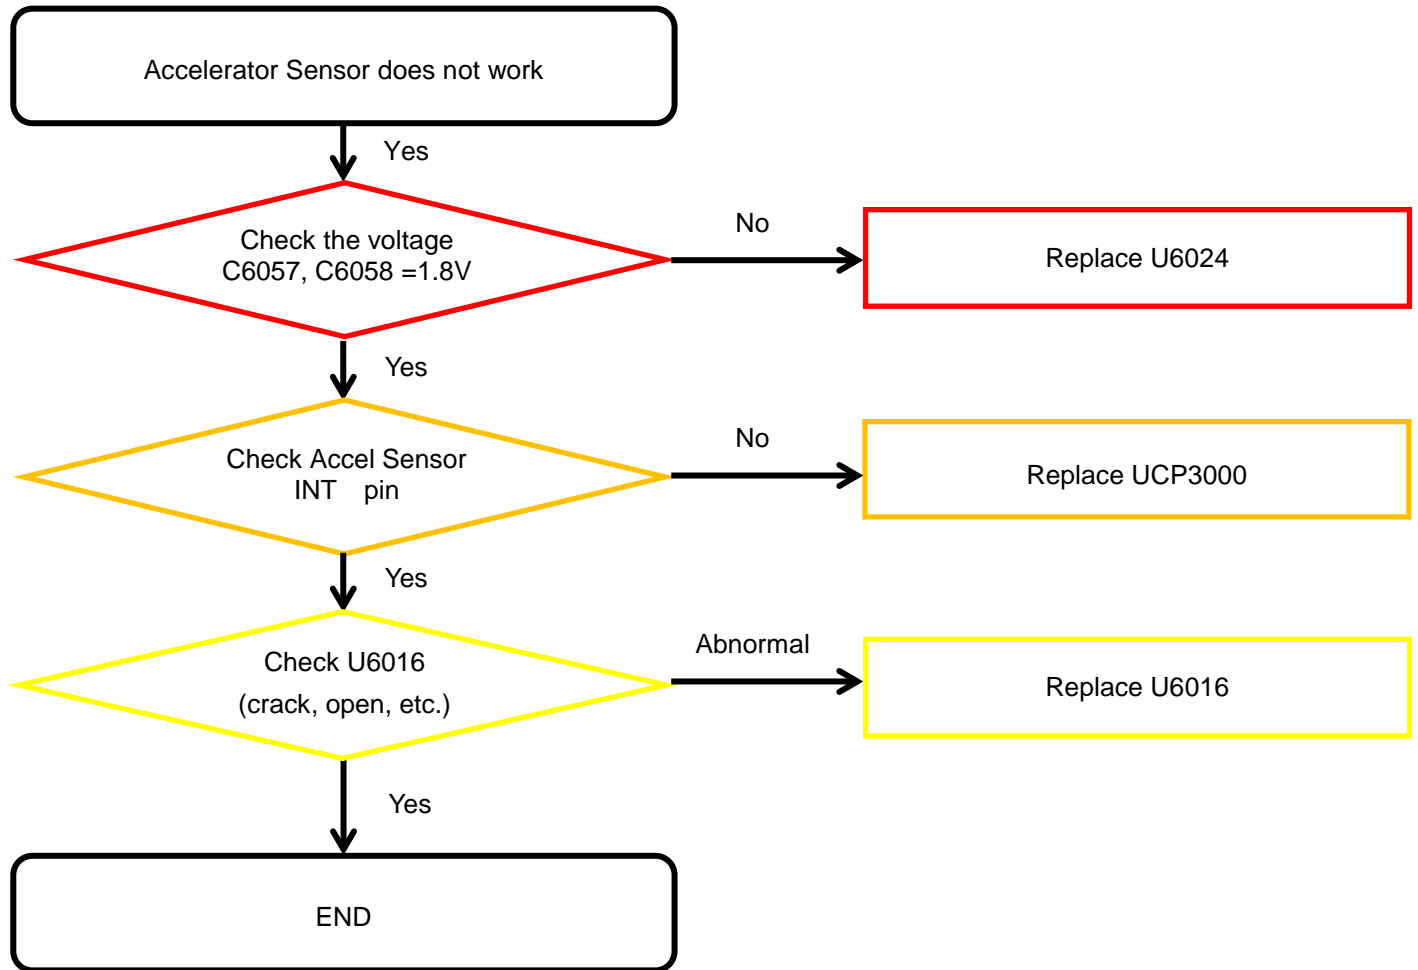 Accelerator Sensor does not work
Yes
Check the voltage
C6057, C6058 =1.8V
No
Replace U6024
Yes
Check Accel Sensor
INT pin
No
Replace UCP3000
Yes
Check U6016
(crack, open, etc.)
Abnormal
Replace U6016
Yes
END